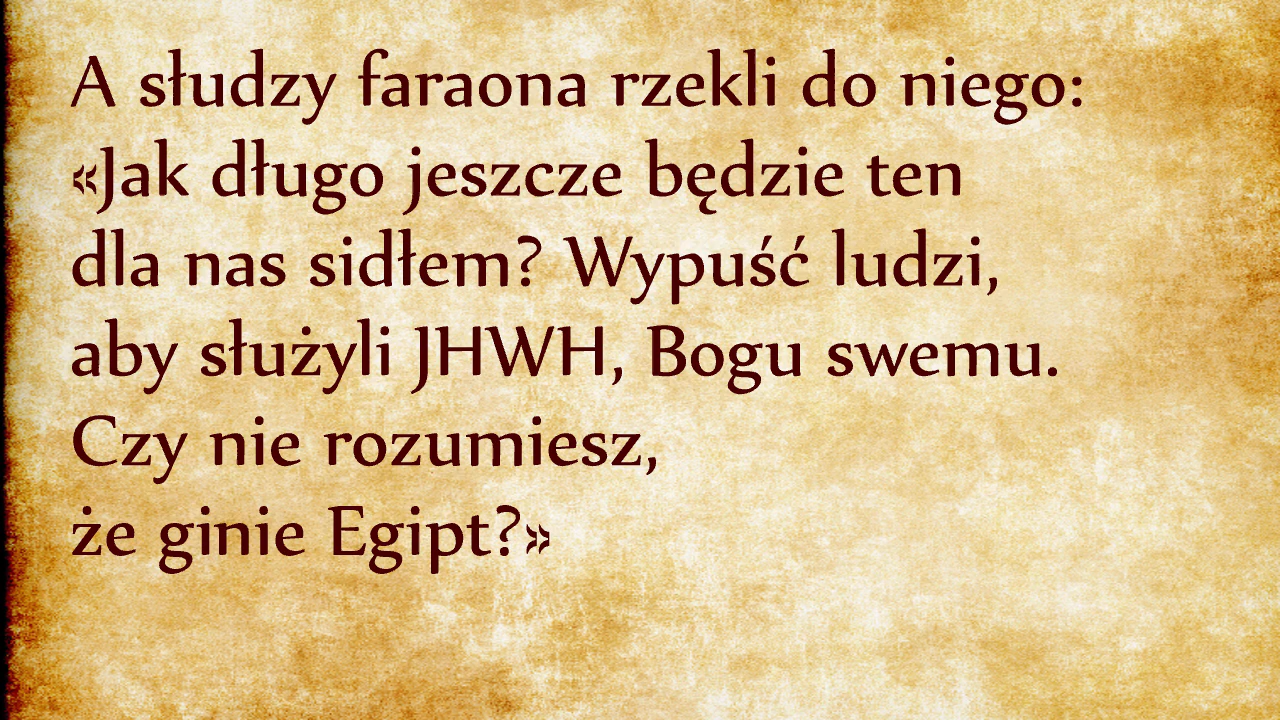 A słudzy faraona rzekli do niego:
«Jak długo jeszcze będzie ten
dla nas sidłem? Wypuść ludzi,
aby służyli JHWH, Bogu swemu.
Czy nie rozumiesz,
że ginie Egipt?»